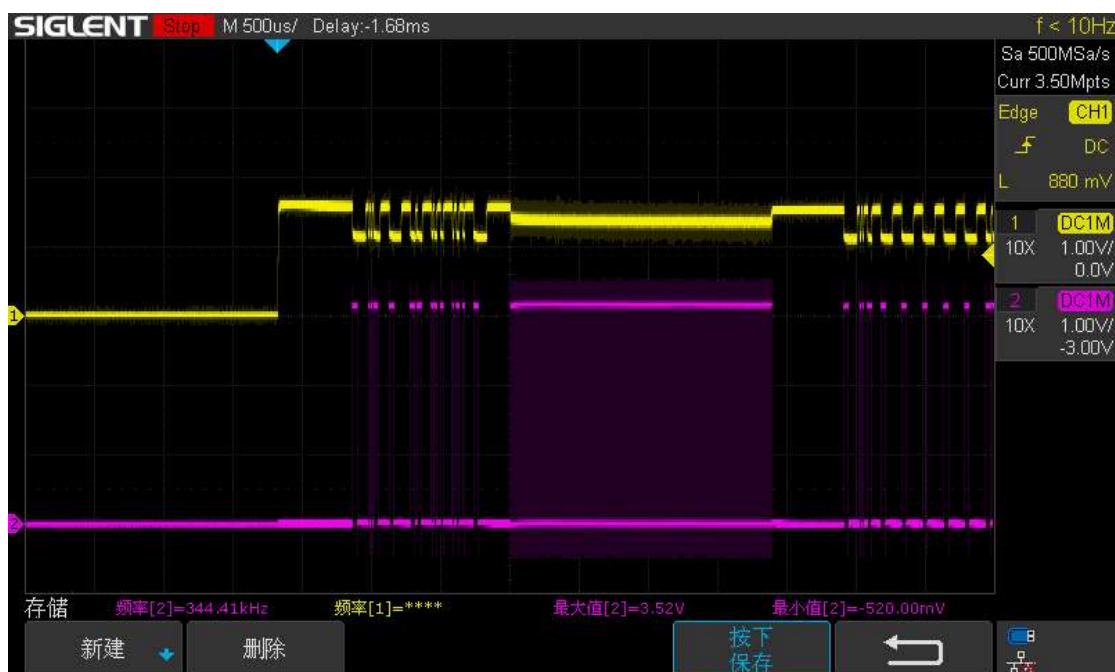 SIGLENT Stop M 500us/ Delay:-1.68ms f < 10Hz
Sa 500MSa/s
Curr 3.50Mpts
Edge CH1
DC
L 880 mV
1 DC1M
10X 1.00V/
0.0V
2 DC1M
10X 1.00V/
-3.00V
1
2
存储 频率[2]=344.41kHz 频率[1]=**** 最大值[2]=3.52V 最小值[2]=-520.00mV
新建 删除 按下
保存